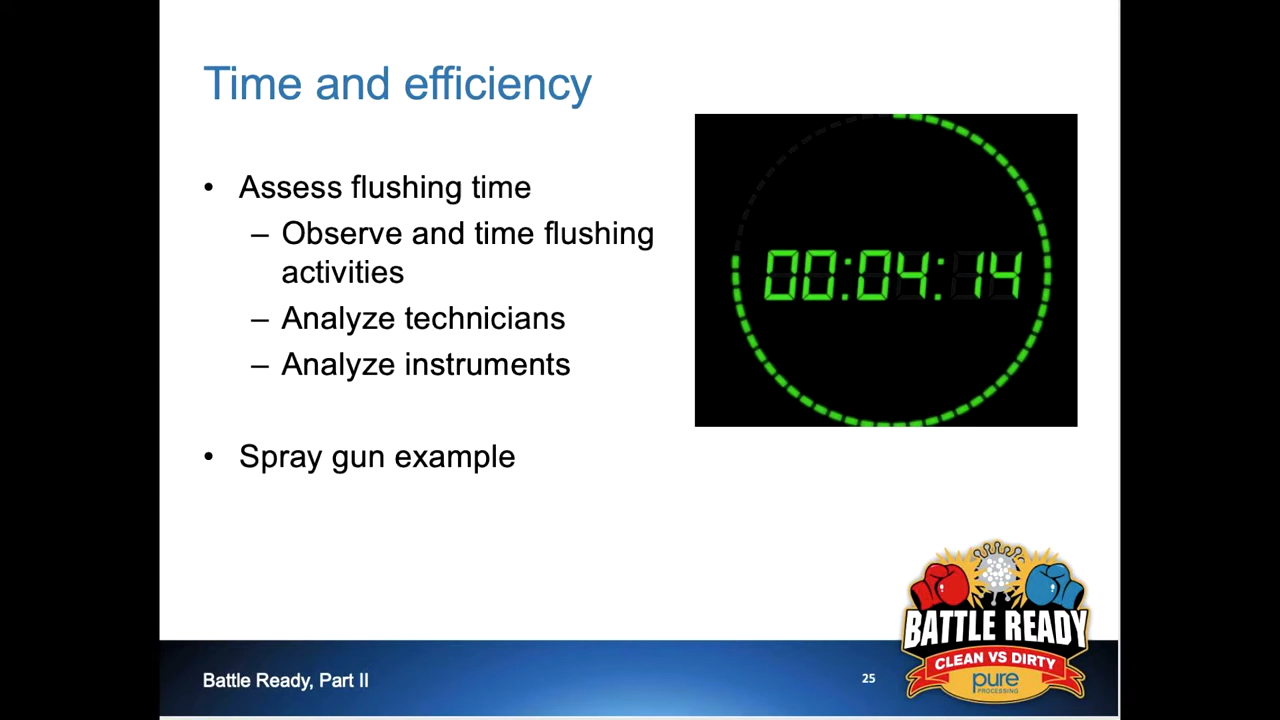 Time and efficiency
• Assess flushing time
– Observe and time flushing
activities
– Analyze technicians
– Analyze instruments
• Spray gun example
00:04:14
BATTLE READY
CLEAN VS DIRTY
pure
PROCESSING
Battle Ready, Part II
25